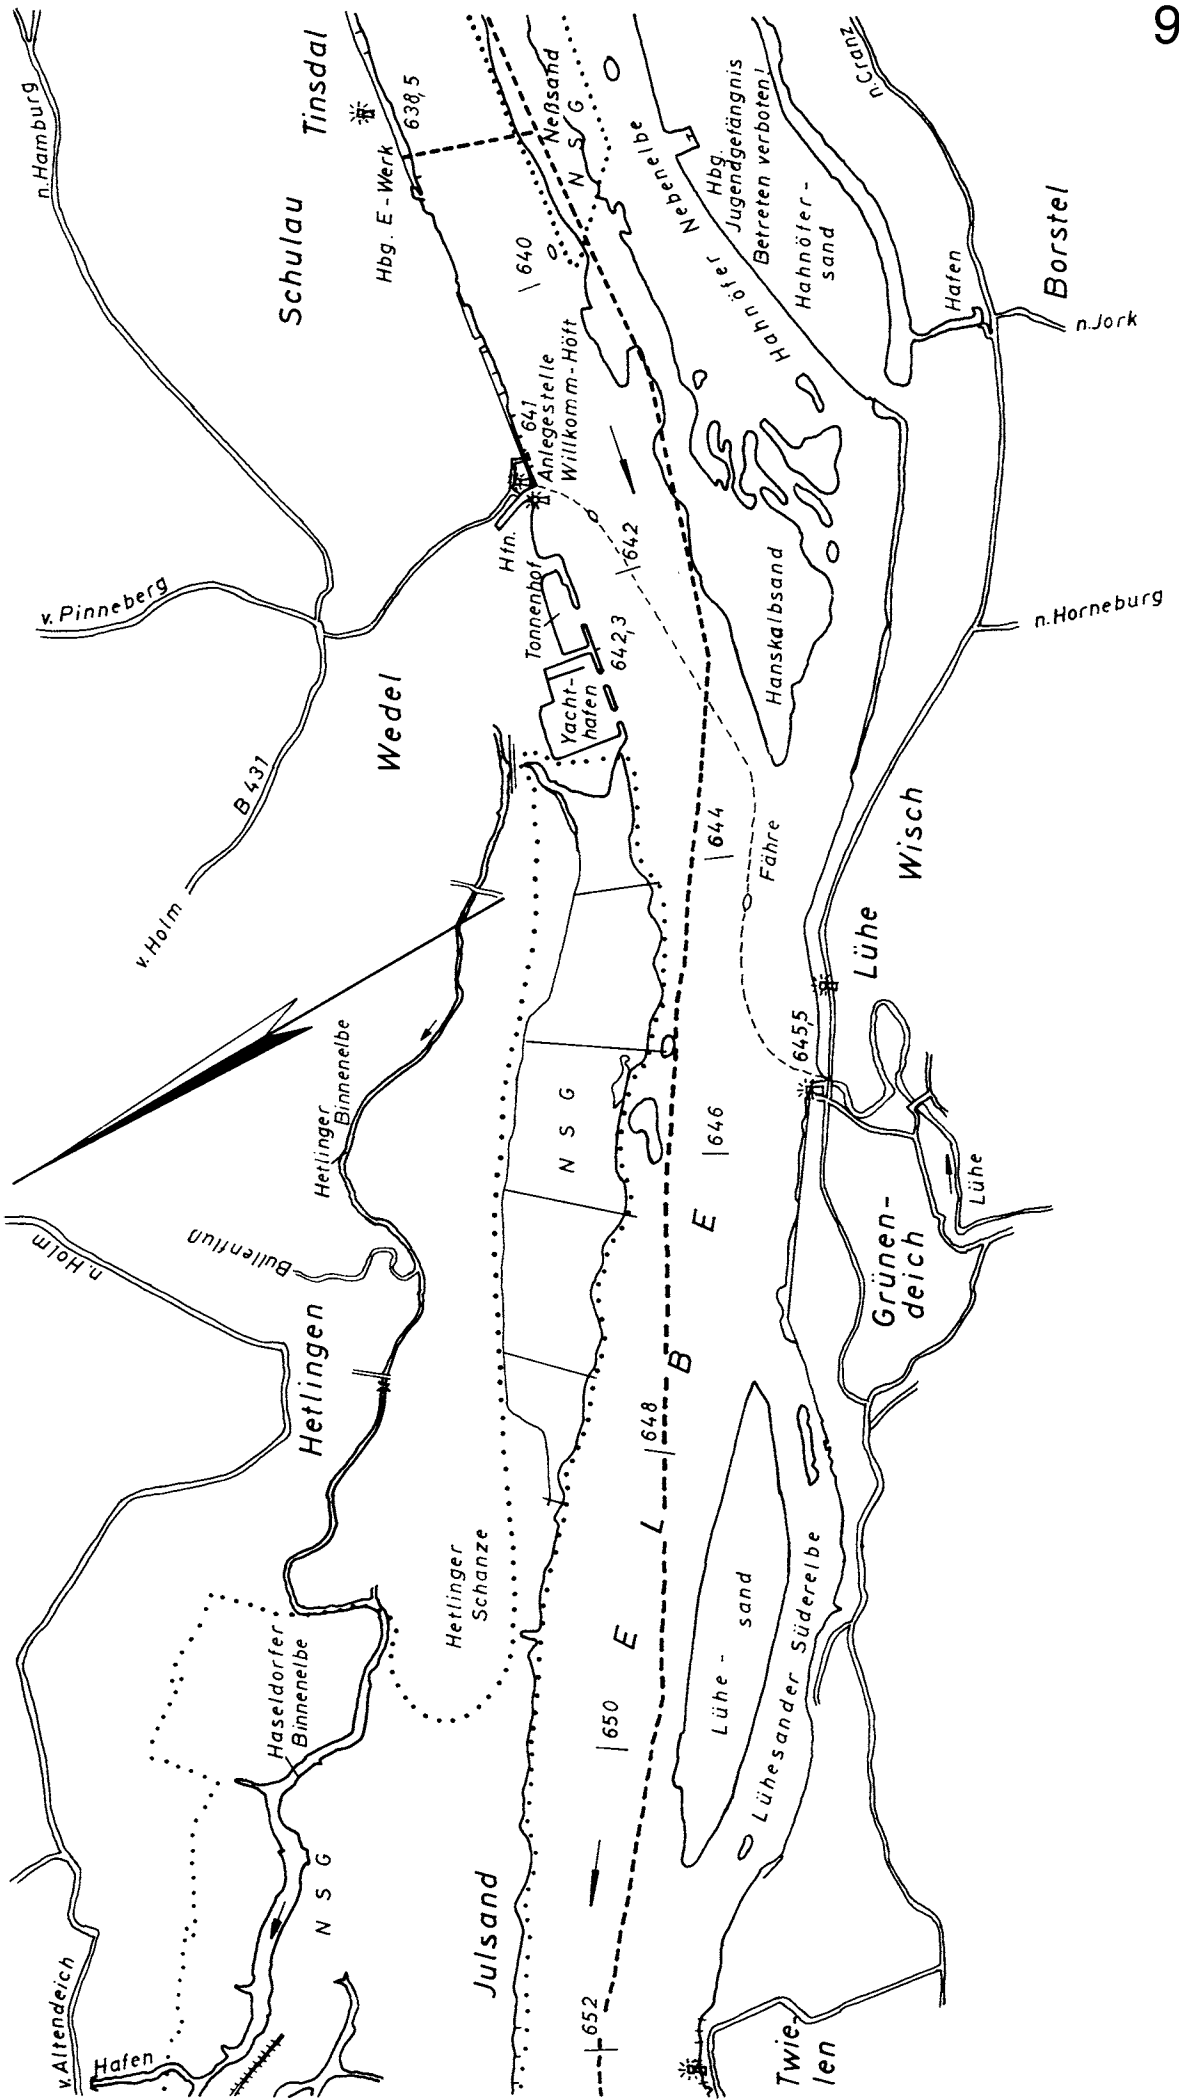 9
n. Hamburg
Tinsdal
638,5
Schulau
Hbg. E-Werk
Neßsand
N S G
640
Hbg.
Jugendgefängnis
Betreten verboten!
Hahnöfer Nebenelbe
Hahnöfer-
sand
n. Cranz
Hafen
Borstel
n. Jork
641
Anlegestelle
Willkomm-Höft
v. Pinneberg
Hfn.
Tonnenhof
642
642,3
Yacht-
hafen
Wedel
B 431
v. Holm
Hanskalbsand
n. Horneburg
644
Fähre
Wisch
Lühe
645,5
Hetlinger
Binnenelbe
N S G
646
Lühe
Grünen-
deich
n. Holm
Bullenfluß
Hetlingen
648
E L B E
Hetlinger
Schanze
Haseldorfer
Binnenelbe
650
Lühe-
sand
Lühesander Süderelbe
N S G
Julsand
652
v. Altendeich
Hafen
Twie-
len